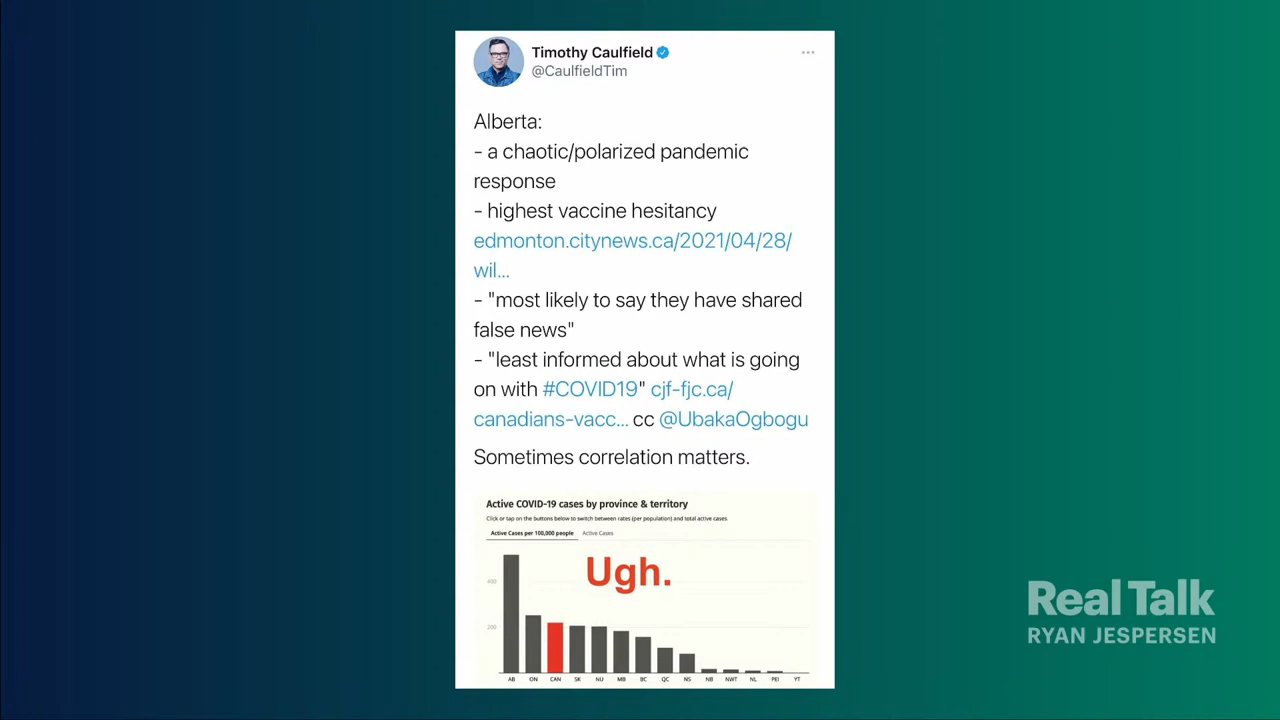 Timothy Caulfield
@CaulfieldTim
...
Alberta:
- a chaotic/polarized pandemic
response
- highest vaccine hesitancy
edmonton.citynews.ca/2021/04/28/
wil...
- "most likely to say they have shared
false news"
- "least informed about what is going
on with #COVID19" cjf-fjc.ca/
canadians-vacc... cc @UbakaOgbogu
Sometimes correlation matters.
Active COVID-19 cases by province & territory
Click or tap on the buttons below to switch between rates (per population) and total active cases.
Active Cases per 100,000 people Active Cases
Ugh.
400
200
AB ON CAN SK NU MB BC QC NS NB NWT NL PEI YT
Real Talk
RYAN JESPERSEN